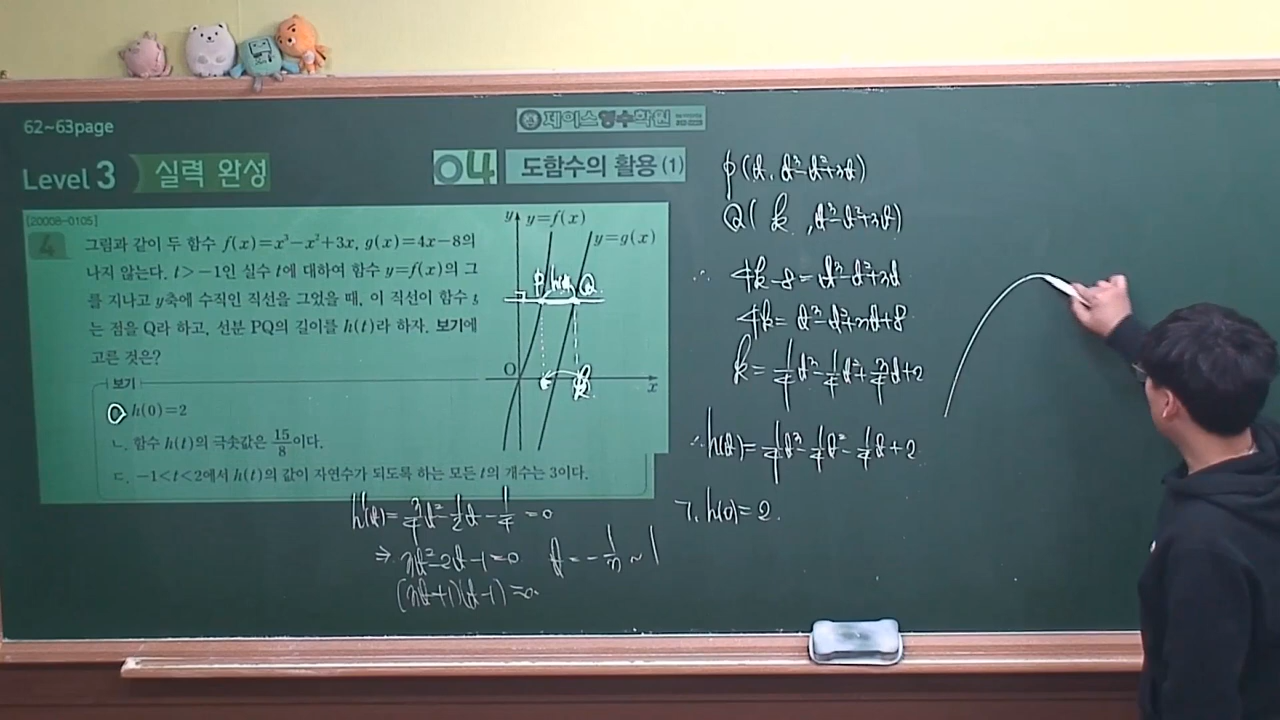 62~63page
제이스영수학원
Level 3 실력 완성
04 도함수의 활용 (1)
[20008-0105]
4
그림과 같이 두 함수 f(x)=x³-x²+3x, g(x)=4x-8의
나지 않는다. t>-1인 실수 t에 대하여 함수 y=f(x)의 그
를 지나고 y축에 수직인 직선을 그었을 때, 이 직선이 함수
는 점을 Q라 하고, 선분 PQ의 길이를 h(t)라 하자. 보기에
고른 것은?
보기
h(0)=2
ㄴ. 함수 h(t)의 극솟값은 15/8이다.
ㄷ. -1<t<2에서 h(t)의 값이 자연수가 되도록 하는 모든 t의 개수는 3이다.
y
y=f(x)
y=g(x)
P h(t) Q
O
x
t k
P(t, t³-t²+3t)
Q( k , t³-t²+3t)
∴ 4k-8=t³-t²+3t
4k= t³-t²+3t+8
k= 1/4t³-1/4t²+3/4t+2
∴h(t)=1/4t³-1/4t²-1/4t+2
ㄱ. h(0)=2.
h'(t)=3/4t²-1/2t-1/4=0
⇒ 3t²-2t-1=0 t=-1/3 ~ 1
(3t+1)(t-1)=0.